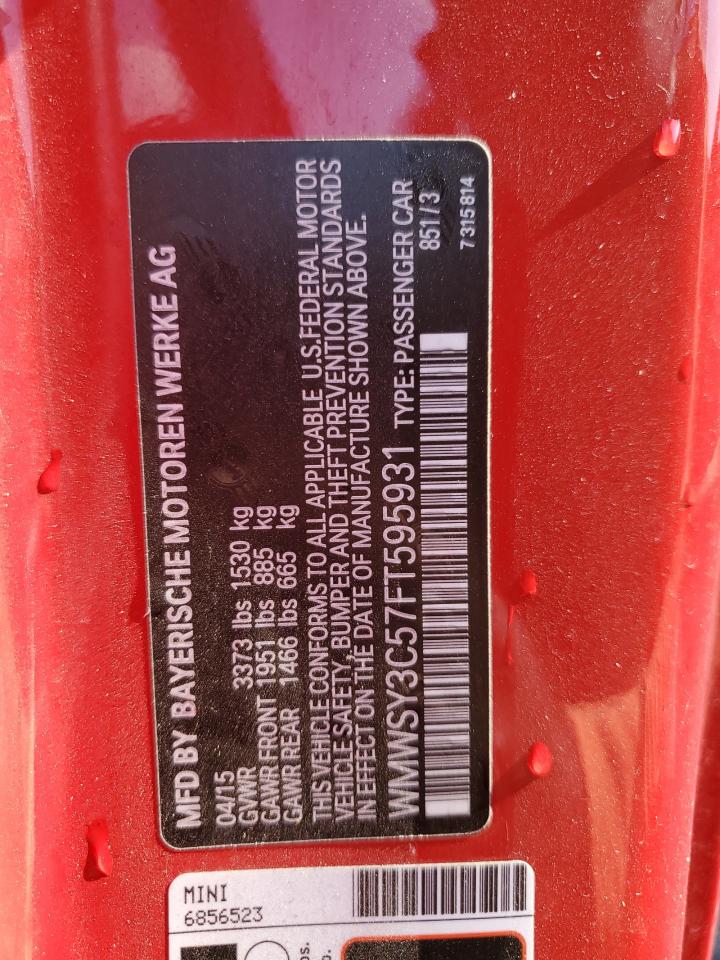 MFD BY BAYERISCHE MOTOREN WERKE AG
04/15
GVWR 3373 lbs 1530 kg
GAWR FRONT 1951 lbs 885 kg
GAWR REAR 1466 lbs 665 kg
THIS VEHICLE CONFORMS TO ALL APPLICABLE U.S.FEDERAL MOTOR
VEHICLE SAFETY, BUMPER AND THEFT PREVENTION STANDARDS
IN EFFECT ON THE DATE OF MANUFACTURE SHOWN ABOVE.
WMWSY3C57FT595931 TYPE: PASSENGER CAR
851/3
7315814
MINI
6856523